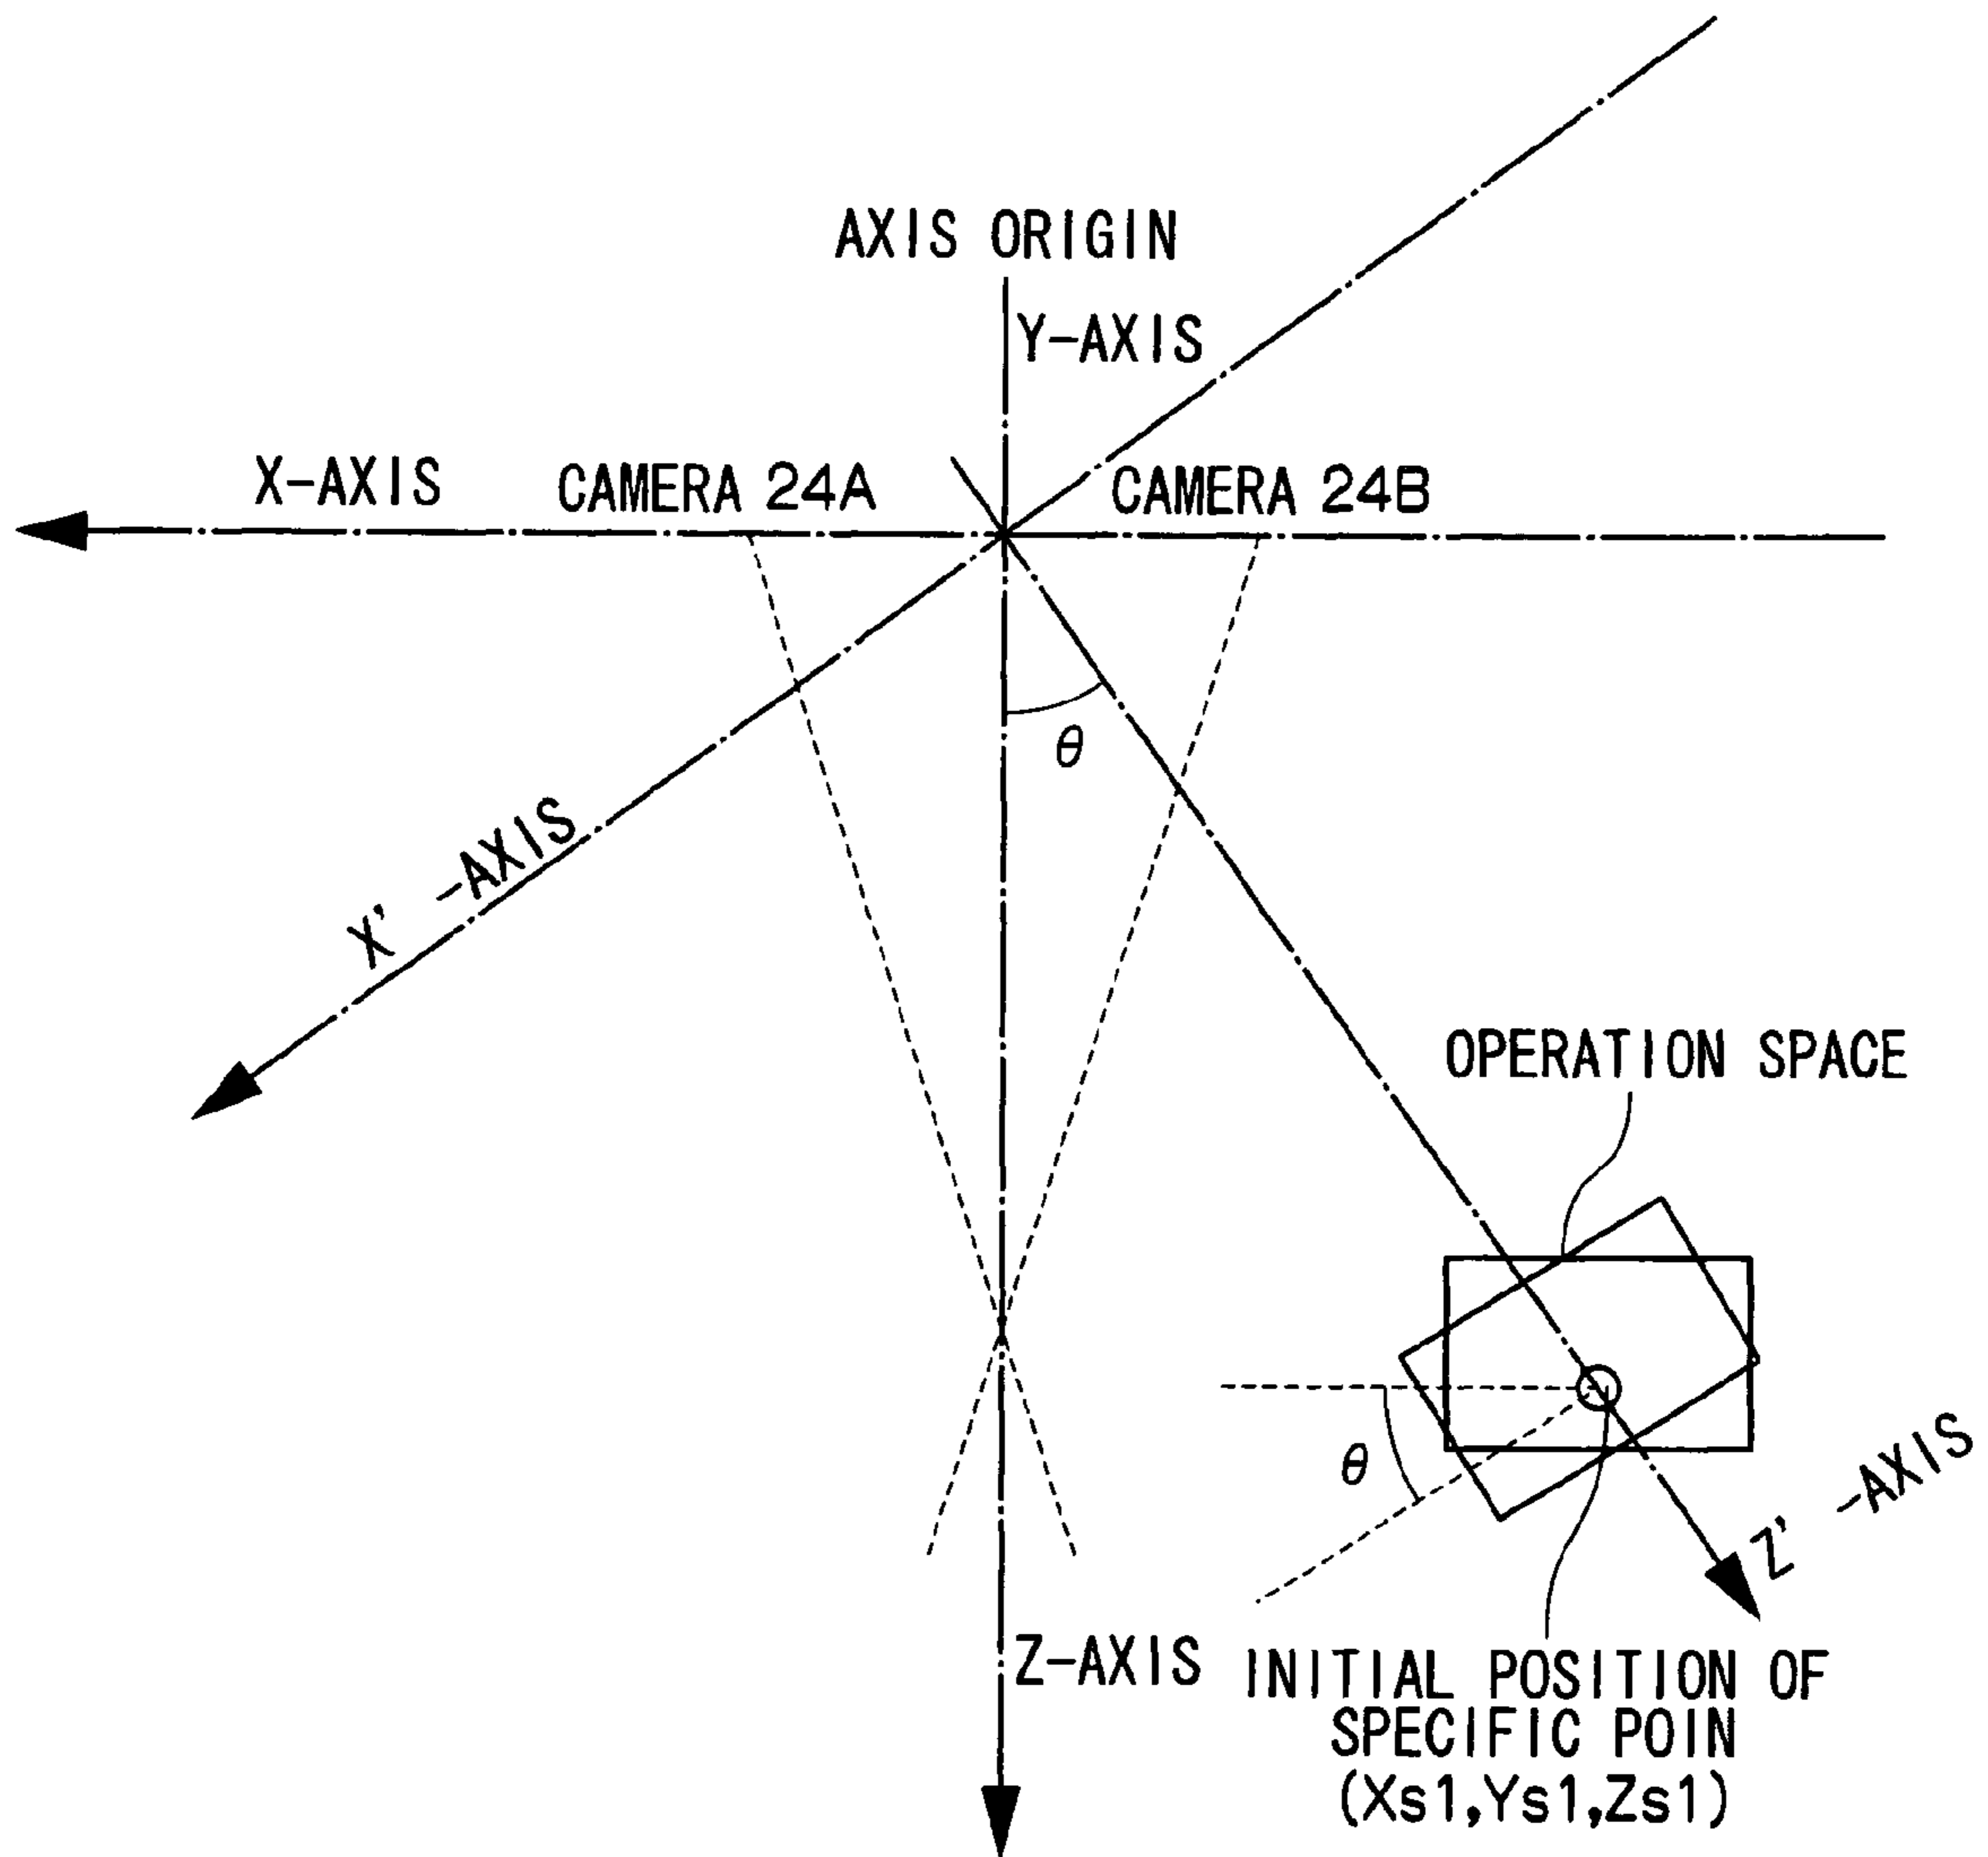 AXIS ORIGIN
Y-AXIS
X-AXIS
CAMERA 24A
CAMERA 24B
θ
X' -AXIS
OPERATION SPACE
θ
Z' -AXIS
Z-AXIS
INITIAL POSITION OF
SPECIFIC POIN
(Xs1,Ys1,Zs1)